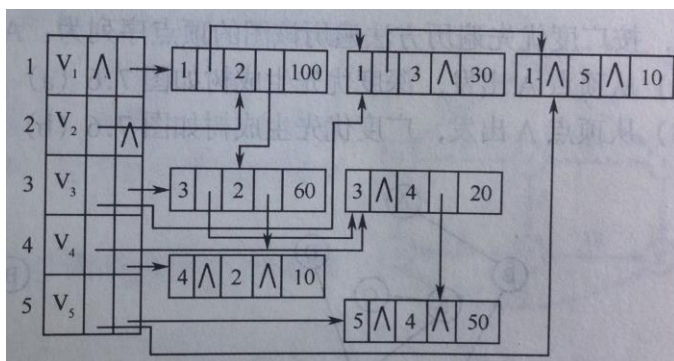 1 V₁ Λ 1 2 100 1 3 Λ 30 1 Λ 5 Λ 10
2 V₂ Λ
3 V₃ 3 2 60 3 Λ 4 20
4 V₄
4 Λ 2 Λ 10
5 V₅ 5 Λ 4 Λ 50